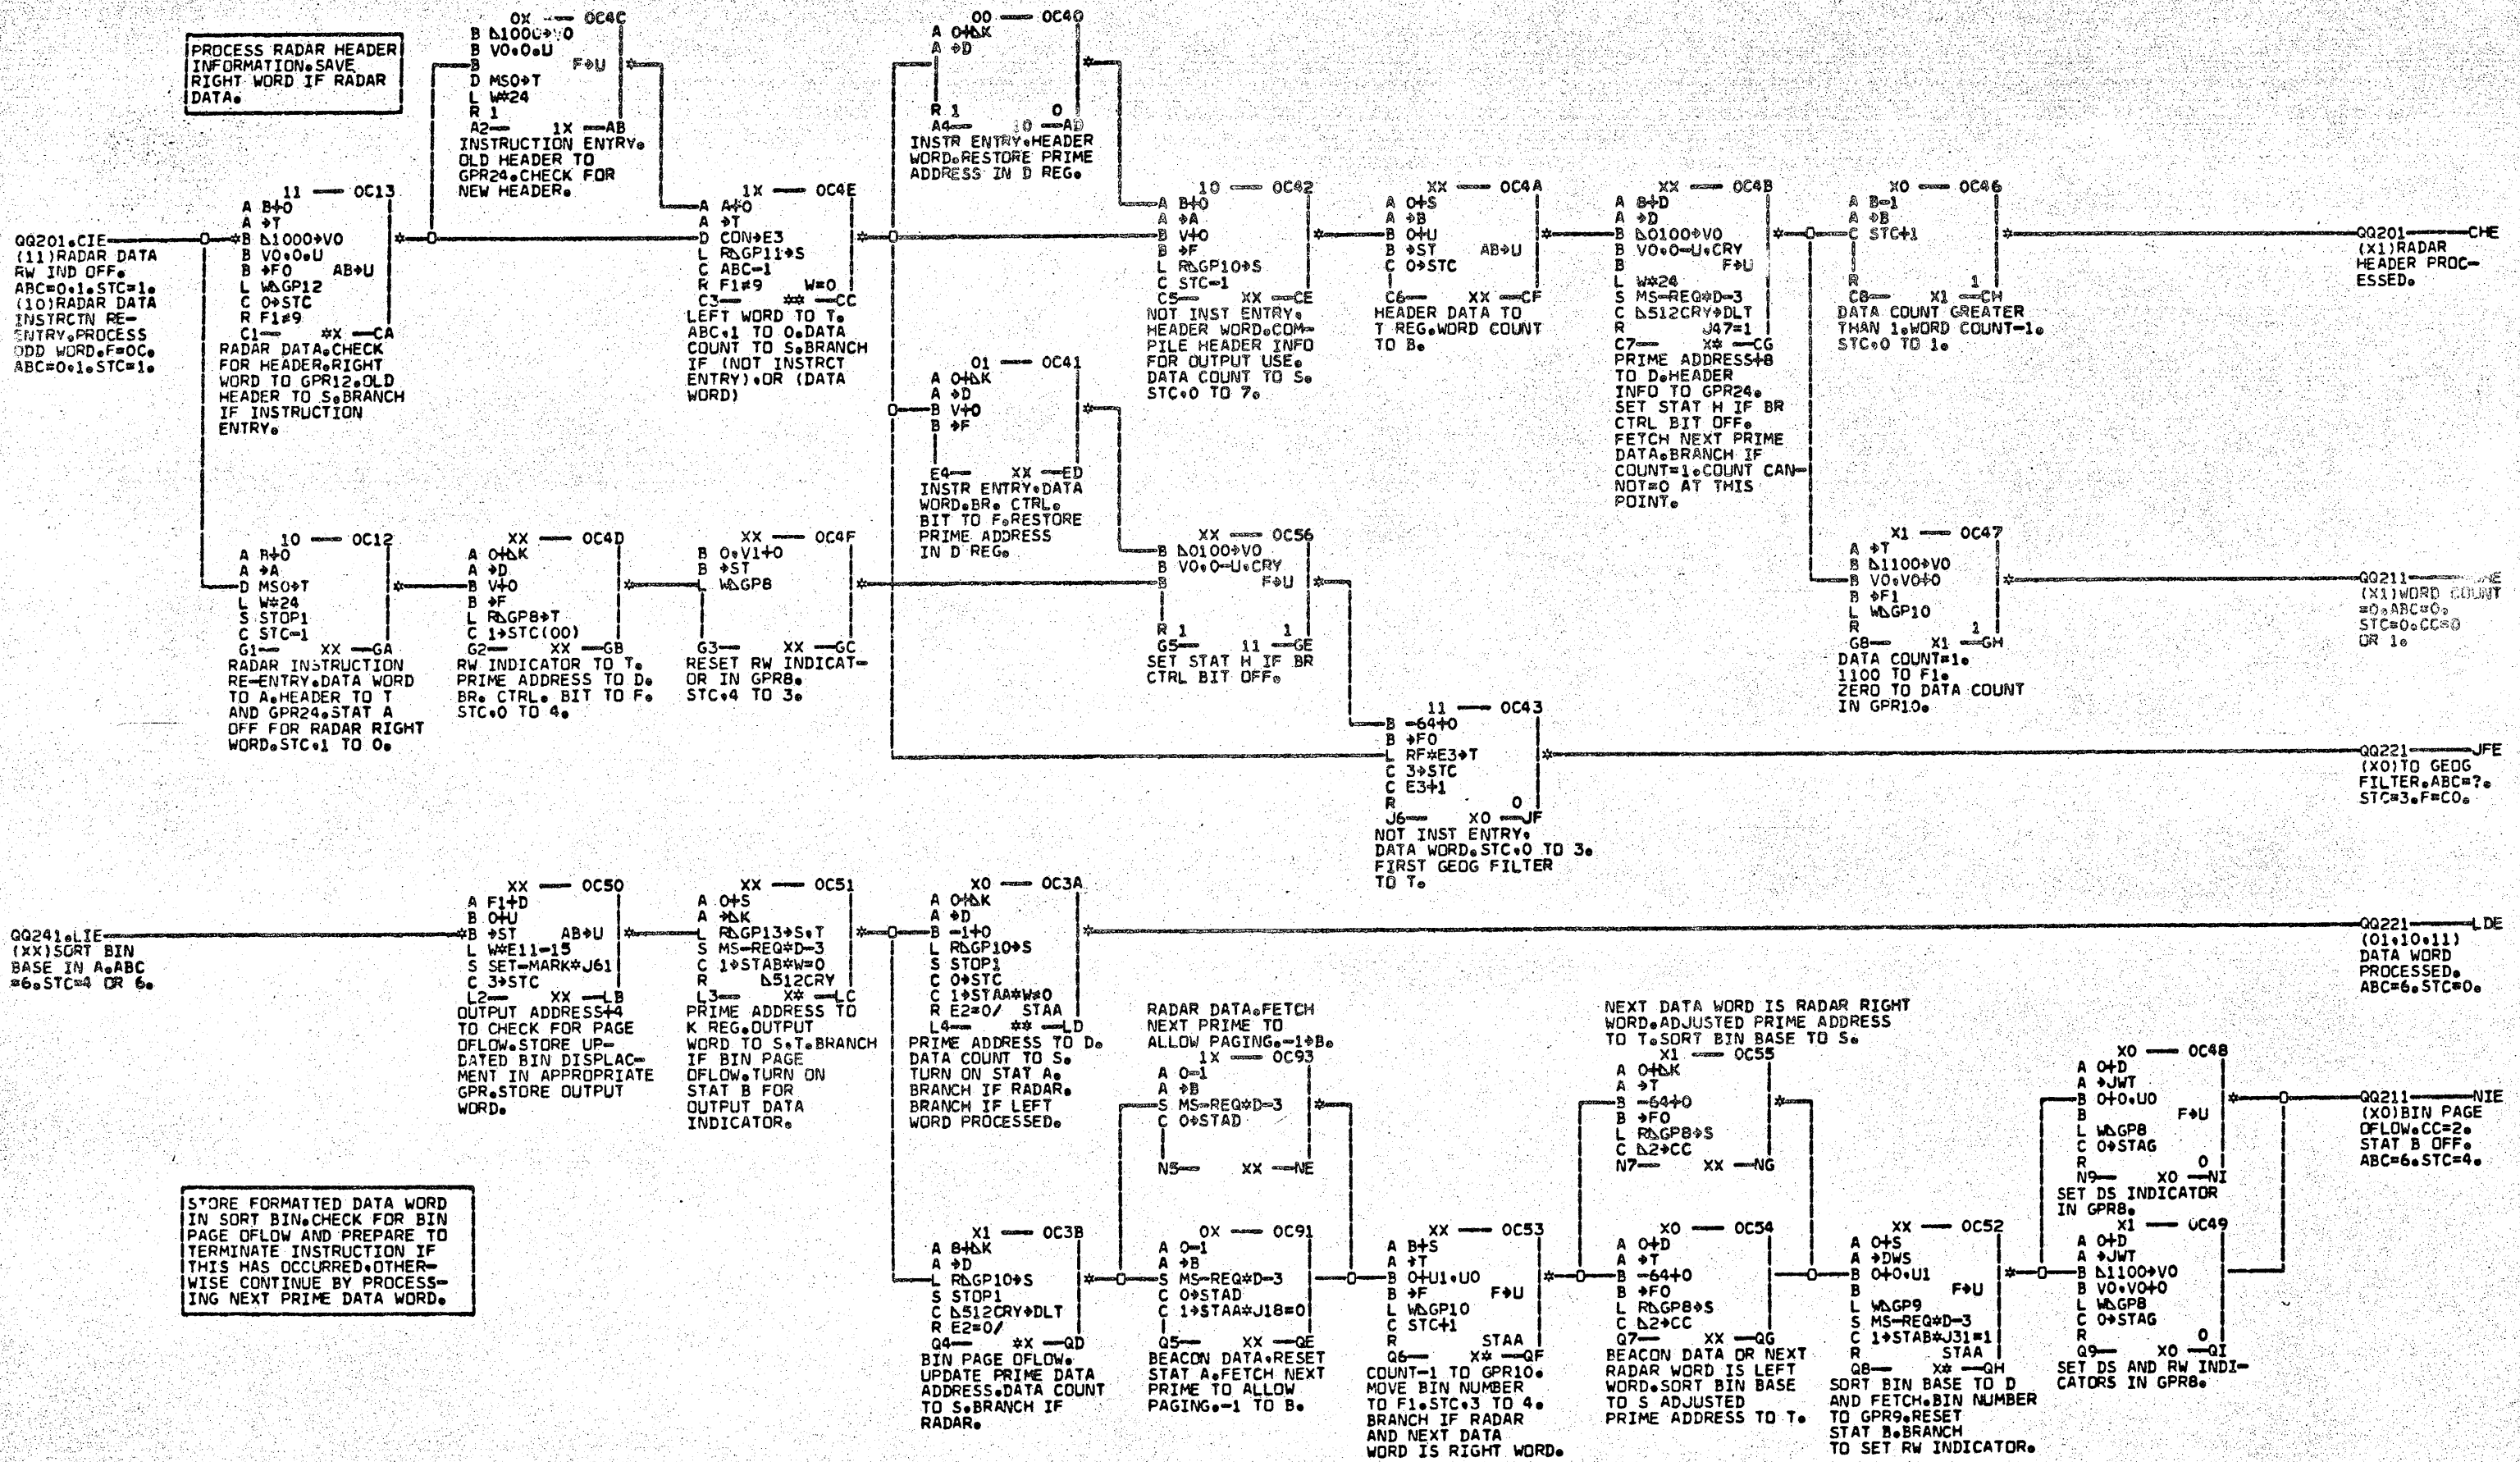 PROCESS RADAR HEADER
INFORMATION.SAVE
RIGHT WORD IF RADAR
DATA.
0X — 0C4C
B Δ1000→V0
B V0.0.U
B F→U
D MS0→T
L W*24
R 1
A2— 1X —AB
INSTRUCTION ENTRY.
OLD HEADER TO
GPR24.CHECK FOR
NEW HEADER.
00 — 0C40
A 0+ΔK
A →D
R 1 0
A4— 10 —AD
INSTR ENTRY.HEADER
WORD.RESTORE PRIME
ADDRESS IN D REG.
QQ201.CIE
(11)RADAR DATA
RW IND OFF.
ABC=0.1.STC=1.
(10)RADAR DATA
INSTRCTN RE-
ENTRY.PROCESS
ODD WORD.F=0C.
ABC=0.1.STC=1.
11 — 0C13
A B+0
A →T
*B Δ1000→V0
B V0.0.U
B →F0 AB→U
L WΔGP12
C 0→STC
R F1≠9
C1— *X —CA
RADAR DATA.CHECK
FOR HEADER.RIGHT
WORD TO GPR12.OLD
HEADER TO S.BRANCH
IF INSTRUCTION
ENTRY.
1X — 0C4E
A A+0
A →T
D CON→E3
L RΔGP11→S
C ABC-1
R F1≠9 W=0
C3— ** —CC
LEFT WORD TO T.
ABC.1 TO 0.DATA
COUNT TO S.BRANCH
IF (NOT INSTRCT
ENTRY).OR (DATA
WORD)
10 — 0C42
A B+0
A →A
B V+0
B →F
L RΔGP10→S
C STC-1
C5— XX —CE
NOT INST ENTRY.
HEADER WORD.COM-
PILE HEADER INFO
FOR OUTPUT USE.
DATA COUNT TO S.
STC.0 TO 7.
XX — 0C4A
A 0+S
A →B
B 0+U
B →ST AB→U
C 0→STC
C6— XX —CF
HEADER DATA TO
T REG.WORD COUNT
TO B.
XX — 0C4B
A 8+D
A →D
B Δ0100→V0
B V0.0-U.CRY
B F→U
L W*24
S MS-REQ*D-3
C Δ512CRY→DLT
R J47=1
C7— X* —CG
PRIME ADDRESS+8
TO D.HEADER
INFO TO GPR24.
SET STAT H IF BR
CTRL BIT OFF.
FETCH NEXT PRIME
DATA.BRANCH IF
COUNT=1.COUNT CAN-
NOT=0 AT THIS
POINT.
X0 — 0C46
A B-1
A →B
C STC+1
R 1
C8— X1 —CH
DATA COUNT GREATER
THAN 1.WORD COUNT-1.
STC.0 TO 1.
QQ201——CHE
(X1)RADAR
HEADER PROC-
ESSED.
01 — 0C41
A 0+ΔK
A →D
B V+0
B →F
E4— XX —ED
INSTR ENTRY.DATA
WORD.BR. CTRL.
BIT TO F.RESTORE
PRIME ADDRESS
IN D REG.
10 — 0C12
A B+0
A →A
D MS0→T
L W*24
S STOP1
C STC-1
G1— XX —GA
RADAR INSTRUCTION
RE-ENTRY.DATA WORD
TO A.HEADER TO T
AND GPR24.STAT A
OFF FOR RADAR RIGHT
WORD.STC.1 TO 0.
XX — 0C4D
A 0+ΔK
A →D
B V+0
B →F
L RΔGP8→T
C 1→STC(00)
G2— XX —GB
RW INDICATOR TO T.
PRIME ADDRESS TO D.
BR. CTRL. BIT TO F.
STC.0 TO 4.
XX — 0C4F
B 0.V1+0
B →ST
L WΔGP8
G3— XX —GC
RESET RW INDICAT-
OR IN GPR8.
STC.4 TO 3.
XX — 0C56
B Δ0100→V0
B V0.0-U.CRY
B F→U
R 1 1
G5— 11 —GE
SET STAT H IF BR
CTRL BIT OFF.
X1 — 0C47
A →T
B Δ1100→V0
B V0.V0+0
B →F1
L WΔGP10
R 1
G8— X1 —GH
DATA COUNT=1.
1100 TO F1.
ZERO TO DATA COUNT
IN GPR10.
QQ211
(X1)WORD COUNT
=0.ABC=0.
STC=0.CC=0
OR 1.
11 — 0C43
B -64+0
B →F0
L RF*E3→T
C 3→STC
C E3+1
R 0
J6— X0 —JF
NOT INST ENTRY.
DATA WORD.STC.0 TO 3.
FIRST GEOG FILTER
TO T.
QQ221——JFE
(X0)TO GEOG
FILTER.ABC=?.
STC=3.F=C0.
QQ241.LIE
(XX)SORT BIN
BASE IN A.ABC
=6.STC=4 OR 6.
XX — 0C50
A F1+D
B 0+U
*B →ST AB→U
L W*E11-15
S SET-MARK*J61
C 3→STC
L2— XX —LB
OUTPUT ADDRESS+4
TO CHECK FOR PAGE
OFLOW.STORE UP-
DATED BIN DISPLAC-
MENT IN APPROPRIATE
GPR.STORE OUTPUT
WORD.
XX — 0C51
A 0+S
A →ΔK
L RΔGP13→S.T
S MS-REQ*D-3
C 1→STAB*W=0
R Δ512CRY
L3— X* —LC
PRIME ADDRESS TO
K REG.OUTPUT
WORD TO S.T.BRANCH
IF BIN PAGE
OFLOW.TURN ON
STAT B FOR
OUTPUT DATA
INDICATOR.
X0 — 0C3A
A 0+ΔK
A →D
B -1+0
L RΔGP10→S
S STOP1
C 0→STC
C 1→STAA*W≠0
R E2=0/ STAA
L4— ** —LD
PRIME ADDRESS TO D.
DATA COUNT TO S.
TURN ON STAT A.
BRANCH IF RADAR.
BRANCH IF LEFT
WORD PROCESSED.
QQ221——LDE
(01.10.11)
DATA WORD
PROCESSED.
ABC=6.STC=0.
RADAR DATA.FETCH
NEXT PRIME TO
ALLOW PAGING.-1→B.
1X — 0C93
A 0-1
A →B
S MS-REQ*D-3
C 0→STAD
N5— XX —NE
NEXT DATA WORD IS RADAR RIGHT
WORD.ADJUSTED PRIME ADDRESS
TO T.SORT BIN BASE TO S.
X1 — 0C55
A 0+ΔK
A →T
B -64+0
B →F0
L RΔGP8→S
C Δ2→CC
N7— XX —NG
X0 — 0C48
A 0+D
A →JWT
B 0+0.U0
B F→U
L WΔGP8
C 0→STAG
R 0
N9— X0 —NI
SET DS INDICATOR
IN GPR8.
QQ211——NIE
(X0)BIN PAGE
OFLOW.CC=2.
STAT B OFF.
ABC=6.STC=4.
STORE FORMATTED DATA WORD
IN SORT BIN.CHECK FOR BIN
PAGE OFLOW AND PREPARE TO
TERMINATE INSTRUCTION IF
THIS HAS OCCURRED.OTHER-
WISE CONTINUE BY PROCESS-
ING NEXT PRIME DATA WORD.
X1 — 0C3B
A 8+ΔK
A →D
L RΔGP10→S
S STOP1
C Δ512CRY→DLT
R E2=0/
Q4— *X —QD
BIN PAGE OFLOW.
UPDATE PRIME DATA
ADDRESS.DATA COUNT
TO S.BRANCH IF
RADAR.
0X — 0C91
A 0-1
A →B
S MS-REQ*D-3
C 0→STAD
C 1→STAA*J18=0
Q5— XX —QE
BEACON DATA.RESET
STAT A.FETCH NEXT
PRIME TO ALLOW
PAGING.-1 TO B.
XX — 0C53
A B+S
A →T
B 0+U1.U0
B →F F→U
L WΔGP10
C STC+1
R STAA
Q6— X* —QF
COUNT-1 TO GPR10.
MOVE BIN NUMBER
TO F1.STC.3 TO 4.
BRANCH IF RADAR
AND NEXT DATA
WORD IS RIGHT WORD.
X0 — 0C54
A 0+D
A →T
B -64+0
B →F0
L RΔGP8→S
C Δ2→CC
Q7— XX —QG
BEACON DATA OR NEXT
RADAR WORD IS LEFT
WORD.SORT BIN BASE
TO S ADJUSTED
PRIME ADDRESS TO T.
XX — 0C52
A 0+S
A →DWS
B 0+0.U1
B F→U
L WΔGP9
S MS-REQ*D-3
C 1→STAB*J31=1
R STAA
Q8— X* —QH
SORT BIN BASE TO D
AND FETCH.BIN NUMBER
TO GPR9.RESET
STAT B.BRANCH
TO SET RW INDICATOR.
X1 — 0C49
A 0+D
A →JWT
B Δ1100→V0
B V0.V0+0
L WΔGP8
C 0→STAG
R 0
Q9— X0 —QI
SET DS AND RW INDI-
CATORS IN GPR8.